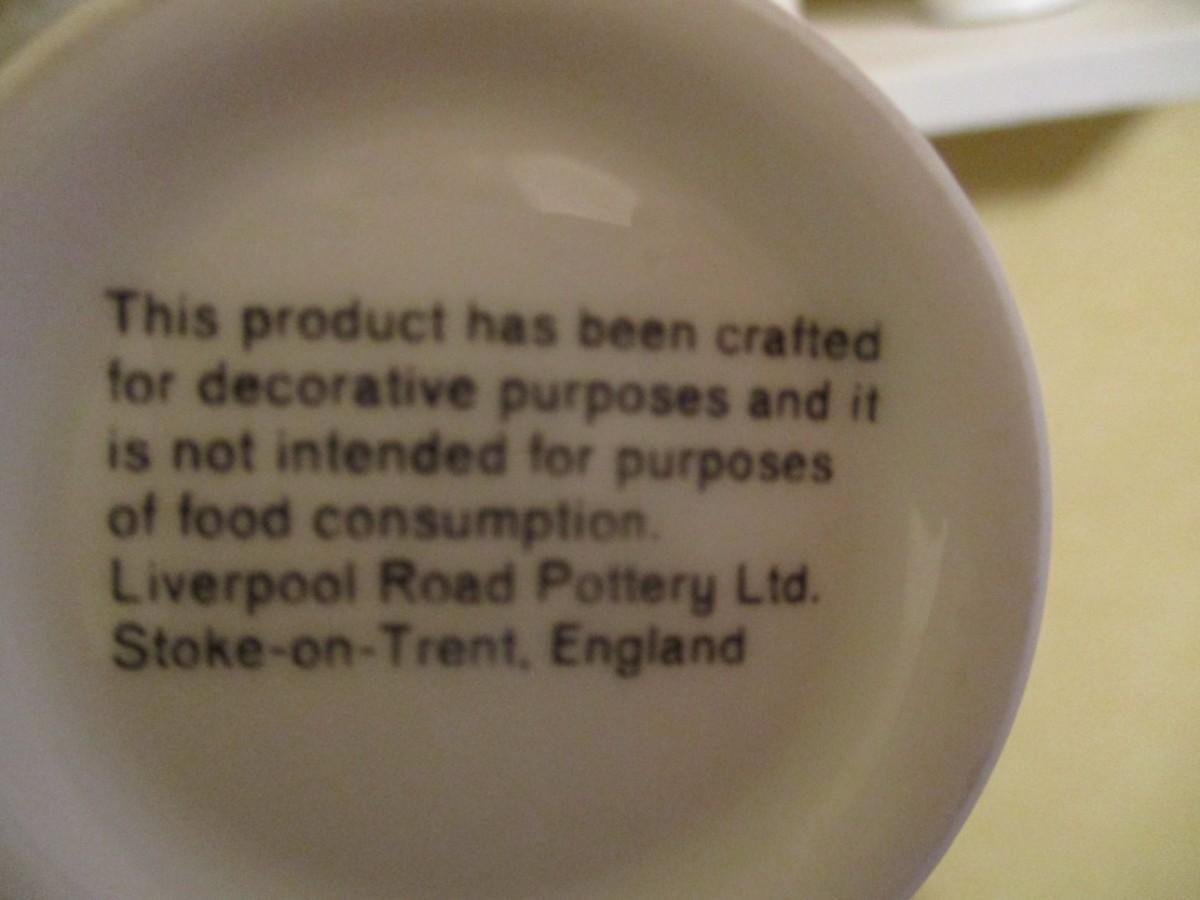 This product has been crafted
for decorative purposes and it
is not intended for purposes
of food consumption.
Liverpool Road Pottery Ltd.
Stoke-on-Trent, England